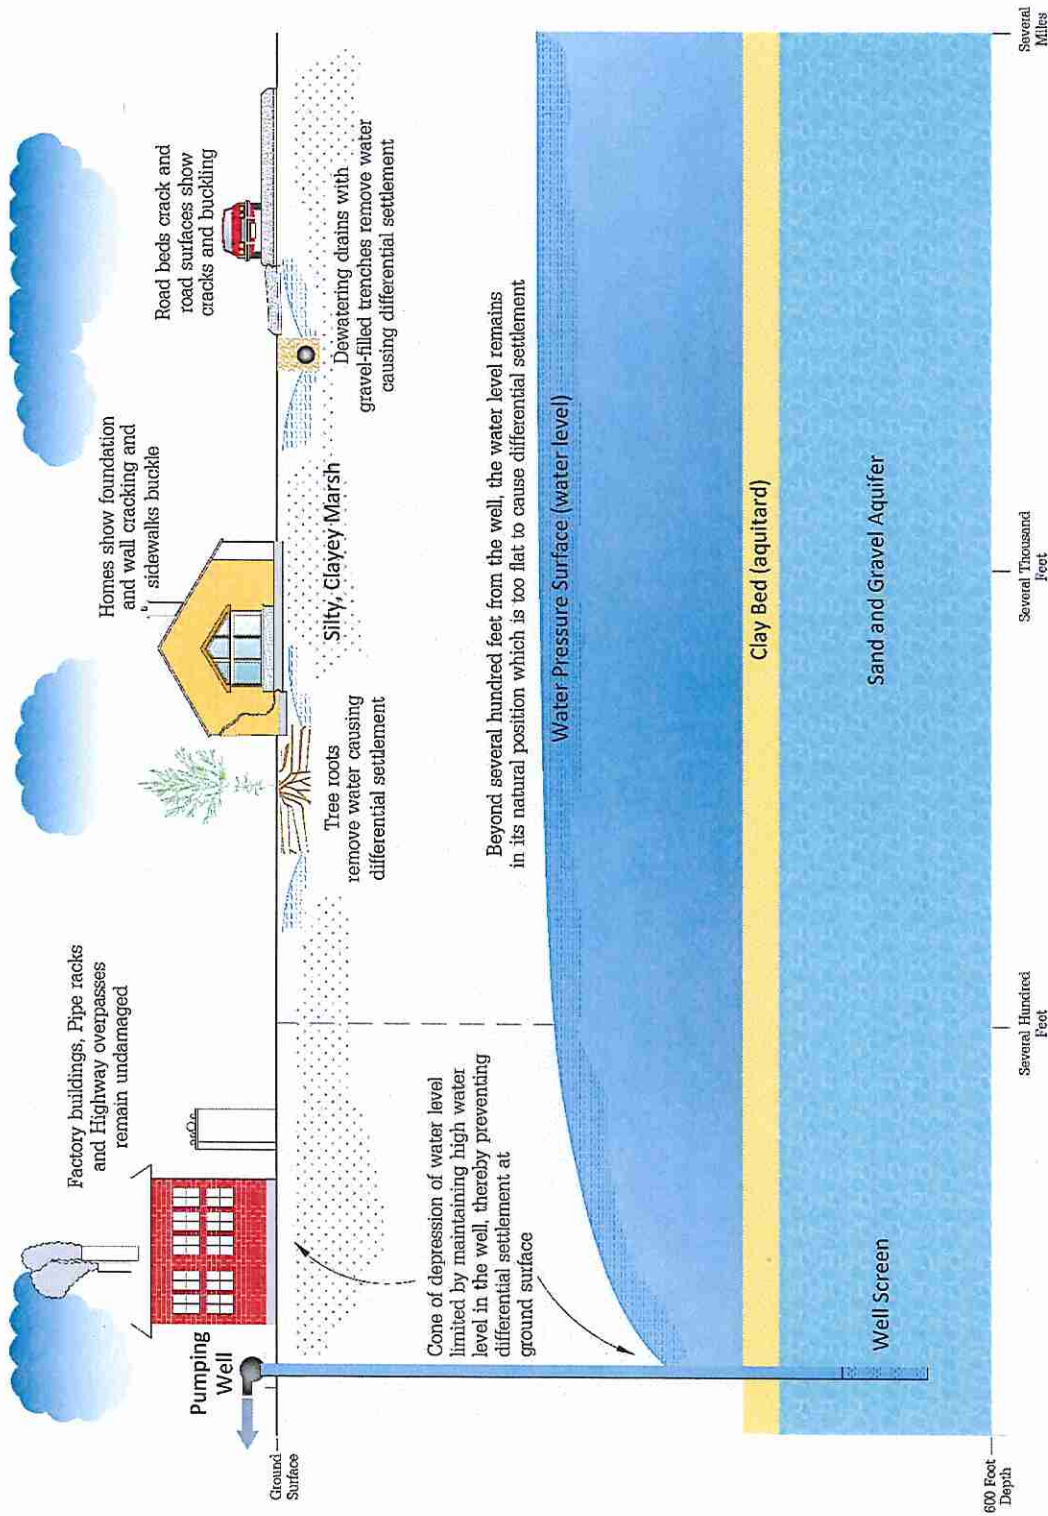 Factory buildings, Pipe racks
and Highway overpasses
remain undamaged
Homes show foundation
and wall cracking and
sidewalks buckle
Road beds crack and
road surfaces show
cracks and buckling
Pumping
Well
Ground
Surface
Tree roots
remove water causing
differential settlement
Silty, Clayey Marsh
Dewatering drains with
gravel-filled trenches remove water
causing differential settlement
Cone of depression of water level
limited by maintaining high water
level in the well, thereby preventing
differential settlement at
ground surface
Beyond several hundred feet from the well, the water level remains
in its natural position which is too flat to cause differential settlement
Water Pressure Surface (water level)
Clay Bed (aquitard)
Well Screen
Sand and Gravel Aquifer
600 Foot
Depth
Several Hundred
Feet
Several Thousand
Feet
Several
Miles